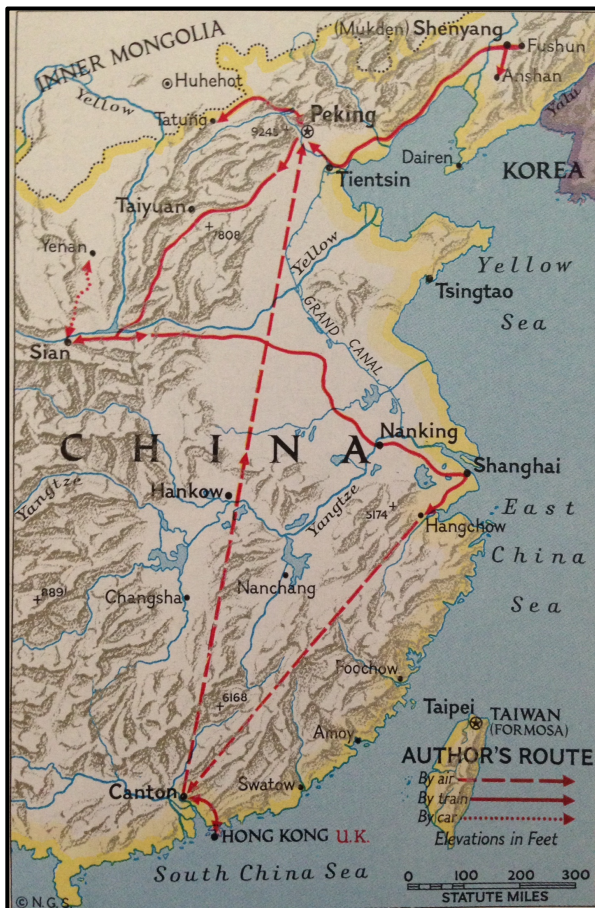 INNER MONGOLIA
(Mukden) Shenyang
Fushun
Anshan
Huhehot
Yellow
Tatung
9243
Peking
Yalu
Dairen
KOREA
Tientsin
Taiyuan
7808
Yenan
Yellow
Yellow
Sea
Tsingtao
GRAND CANAL
Sian
CHINA
Nanking
Shanghai
Hankow
Yangtze
Yangtze
5174
Hangchow
East
China
Sea
8891
Changsha
Nanchang
Foochow
6168
Taipei
TAIWAN
(FORMOSA)
Amoy
AUTHOR'S ROUTE
By air
By train
By car
Elevations in Feet
Canton
Swatow
HONG KONG U.K.
South China Sea
0 100 200 300
STATUTE MILES
© N.G.S.